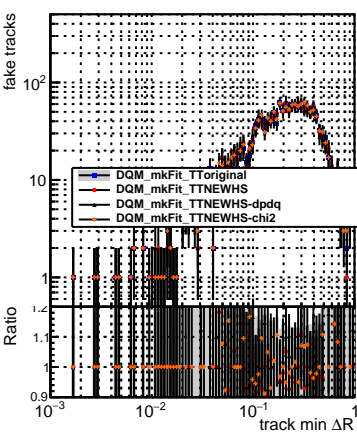 fake tracks
10²
10
1
DQM_mkFit_TToriginal
DQM_mkFit_TTNEWHS
DQM_mkFit_TTNEWHS-dpdq
DQM_mkFit_TTNEWHS-chi2
Ratio
1.2
1.1
1
0.9
10⁻³ 10⁻² 10⁻¹ 1
track min ΔR